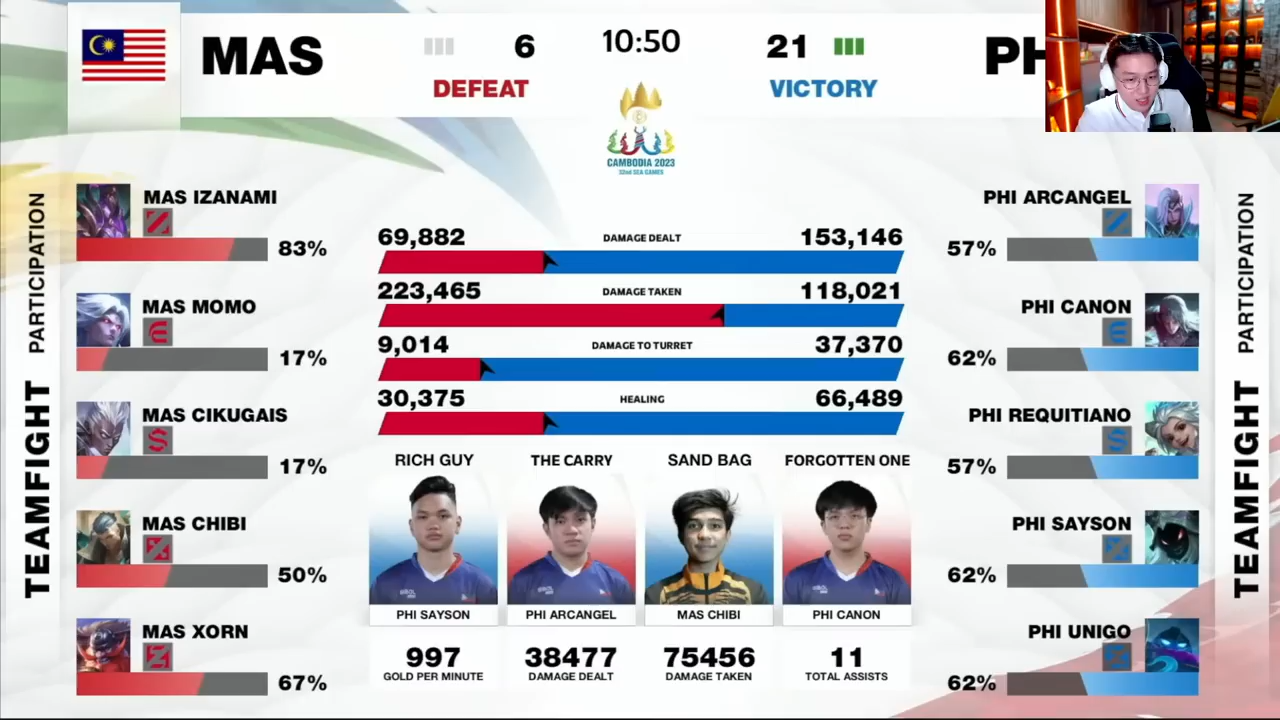 MAS
6
10:50
21
PH
DEFEAT
VICTORY
CAMBODIA 2023
32nd SEA GAMES
TEAMFIGHT PARTICIPATION
MAS IZANAMI
83%
MAS MOMO
17%
MAS CIKUGAIS
17%
MAS CHIBI
50%
MAS XORN
67%
69,882 DAMAGE DEALT 153,146
223,465 DAMAGE TAKEN 118,021
9,014 DAMAGE TO TURRET 37,370
30,375 HEALING 66,489
RICH GUY
THE CARRY
SAND BAG
FORGOTTEN ONE
PHI SAYSON
PHI ARCANGEL
MAS CHIBI
PHI CANON
997
38477
75456
11
GOLD PER MINUTE
DAMAGE DEALT
DAMAGE TAKEN
TOTAL ASSISTS
PHI ARCANGEL
57%
PHI CANON
62%
PHI REQUITIANO
57%
PHI SAYSON
62%
PHI UNIGO
62%
TEAMFIGHT PARTICIPATION